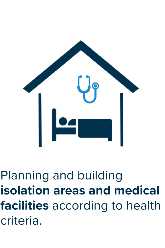 Planning and building
isolation areas and medical
facilities according to health
criteria.